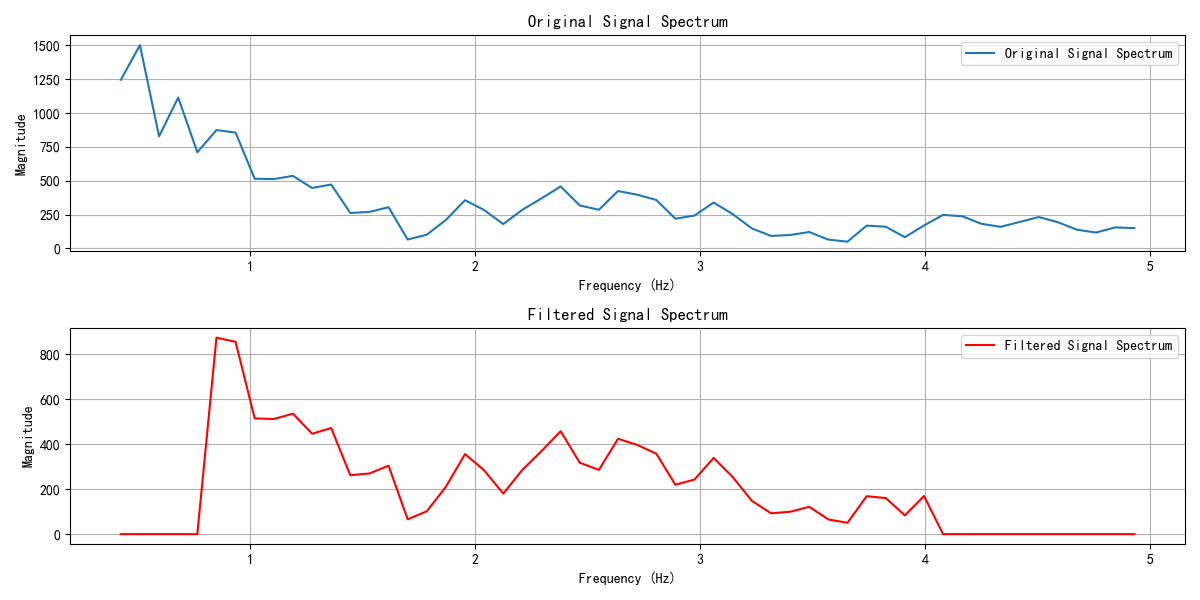 Original Signal Spectrum
1500
1250
1000
750
500
250
0
Magnitude
Original Signal Spectrum
1 2 3 4 5
Frequency (Hz)
Filtered Signal Spectrum
800
600
400
200
0
Magnitude
Filtered Signal Spectrum
1 2 3 4 5
Frequency (Hz)